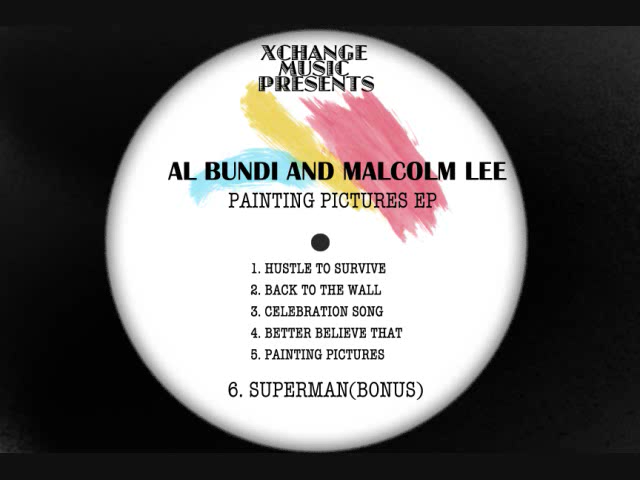 XCHANGE
MUSIC
PRESENTS
AL BUNDI AND MALCOLM LEE
PAINTING PICTURES EP
1. HUSTLE TO SURVIVE
2. BACK TO THE WALL
3. CELEBRATION SONG
4. BETTER BELIEVE THAT
5. PAINTING PICTURES
6. SUPERMAN(BONUS)